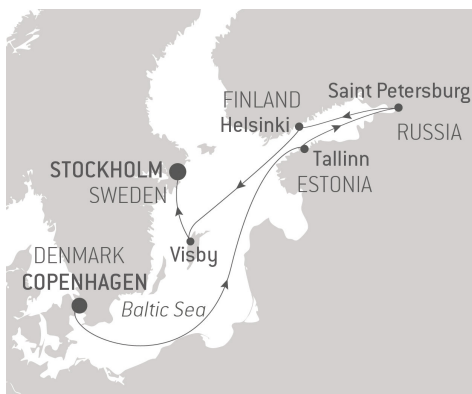 Saint Petersburg
FINLAND
Helsinki
RUSSIA
Tallinn
ESTONIA
STOCKHOLM
SWEDEN
Visby
DENMARK
COPENHAGEN
Baltic Sea